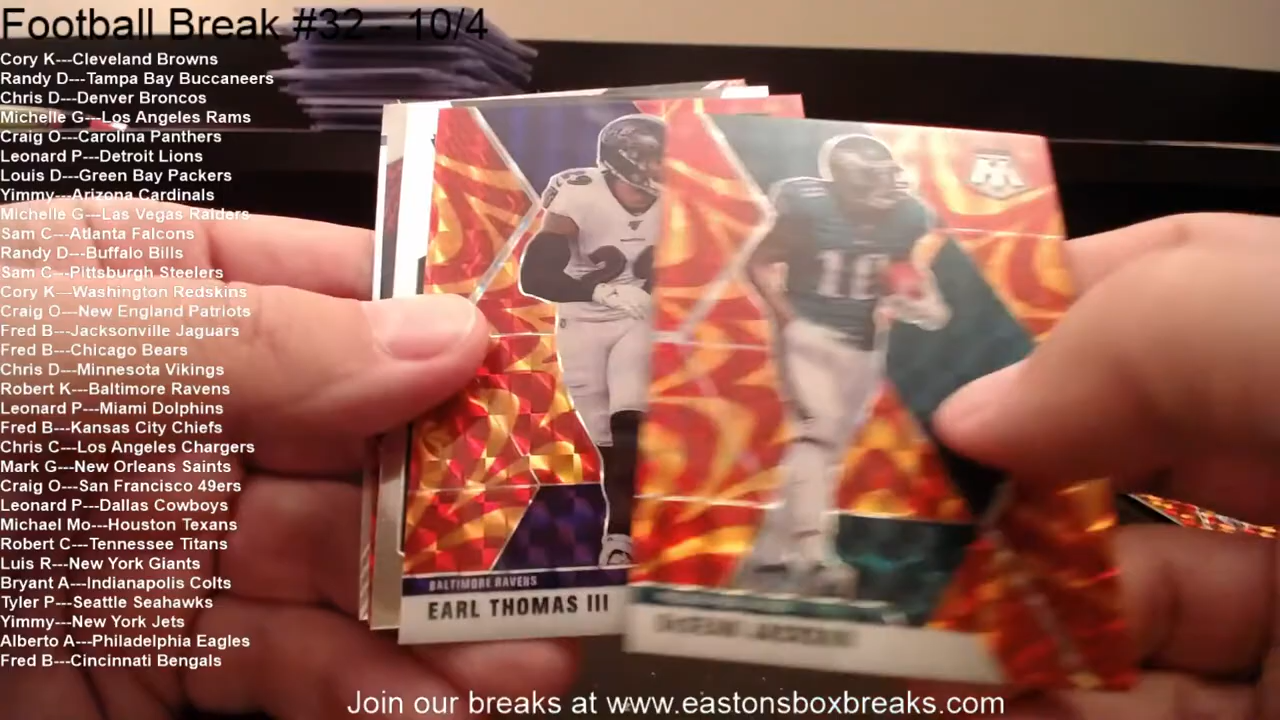 Football Break #32 - 10/4
Cory K---Cleveland Browns
Randy D---Tampa Bay Buccaneers
Chris D---Denver Broncos
Michelle G---Los Angeles Rams
Craig O---Carolina Panthers
Leonard P---Detroit Lions
Louis D---Green Bay Packers
Yimmy---Arizona Cardinals
Michelle G---Las Vegas Raiders
Sam C---Atlanta Falcons
Randy D---Buffalo Bills
Sam C---Pittsburgh Steelers
Cory K---Washington Redskins
Craig O---New England Patriots
Fred B---Jacksonville Jaguars
Fred B---Chicago Bears
Chris D---Minnesota Vikings
Robert K---Baltimore Ravens
Leonard P---Miami Dolphins
Fred B---Kansas City Chiefs
Chris C---Los Angeles Chargers
Mark G---New Orleans Saints
Craig O---San Francisco 49ers
Leonard P---Dallas Cowboys
Michael Mo---Houston Texans
Robert C---Tennessee Titans
Luis R---New York Giants
Bryant A---Indianapolis Colts
Tyler P---Seattle Seahawks
Yimmy---New York Jets
Alberto A---Philadelphia Eagles
Fred B---Cincinnati Bengals
BALTIMORE RAVENS
EARL THOMAS III
Join our breaks at www.eastonsboxbreaks.com